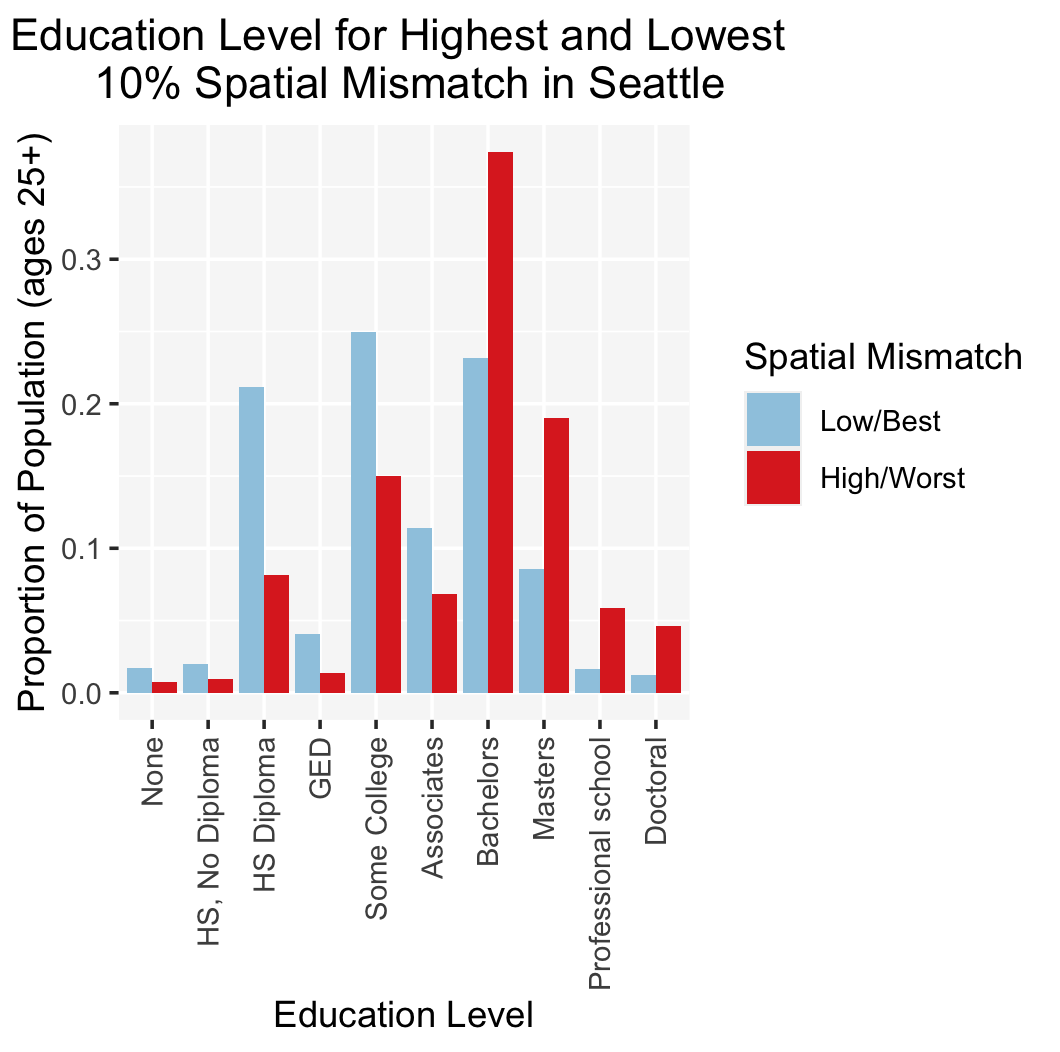 Education Level for Highest and Lowest
10% Spatial Mismatch in Seattle
Proportion of Population (ages 25+)
0.3
0.2
0.1
0.0
None
HS, No Diploma
HS Diploma
GED
Some College
Associates
Bachelors
Masters
Professional school
Doctoral
Education Level
Spatial Mismatch
Low/Best
High/Worst